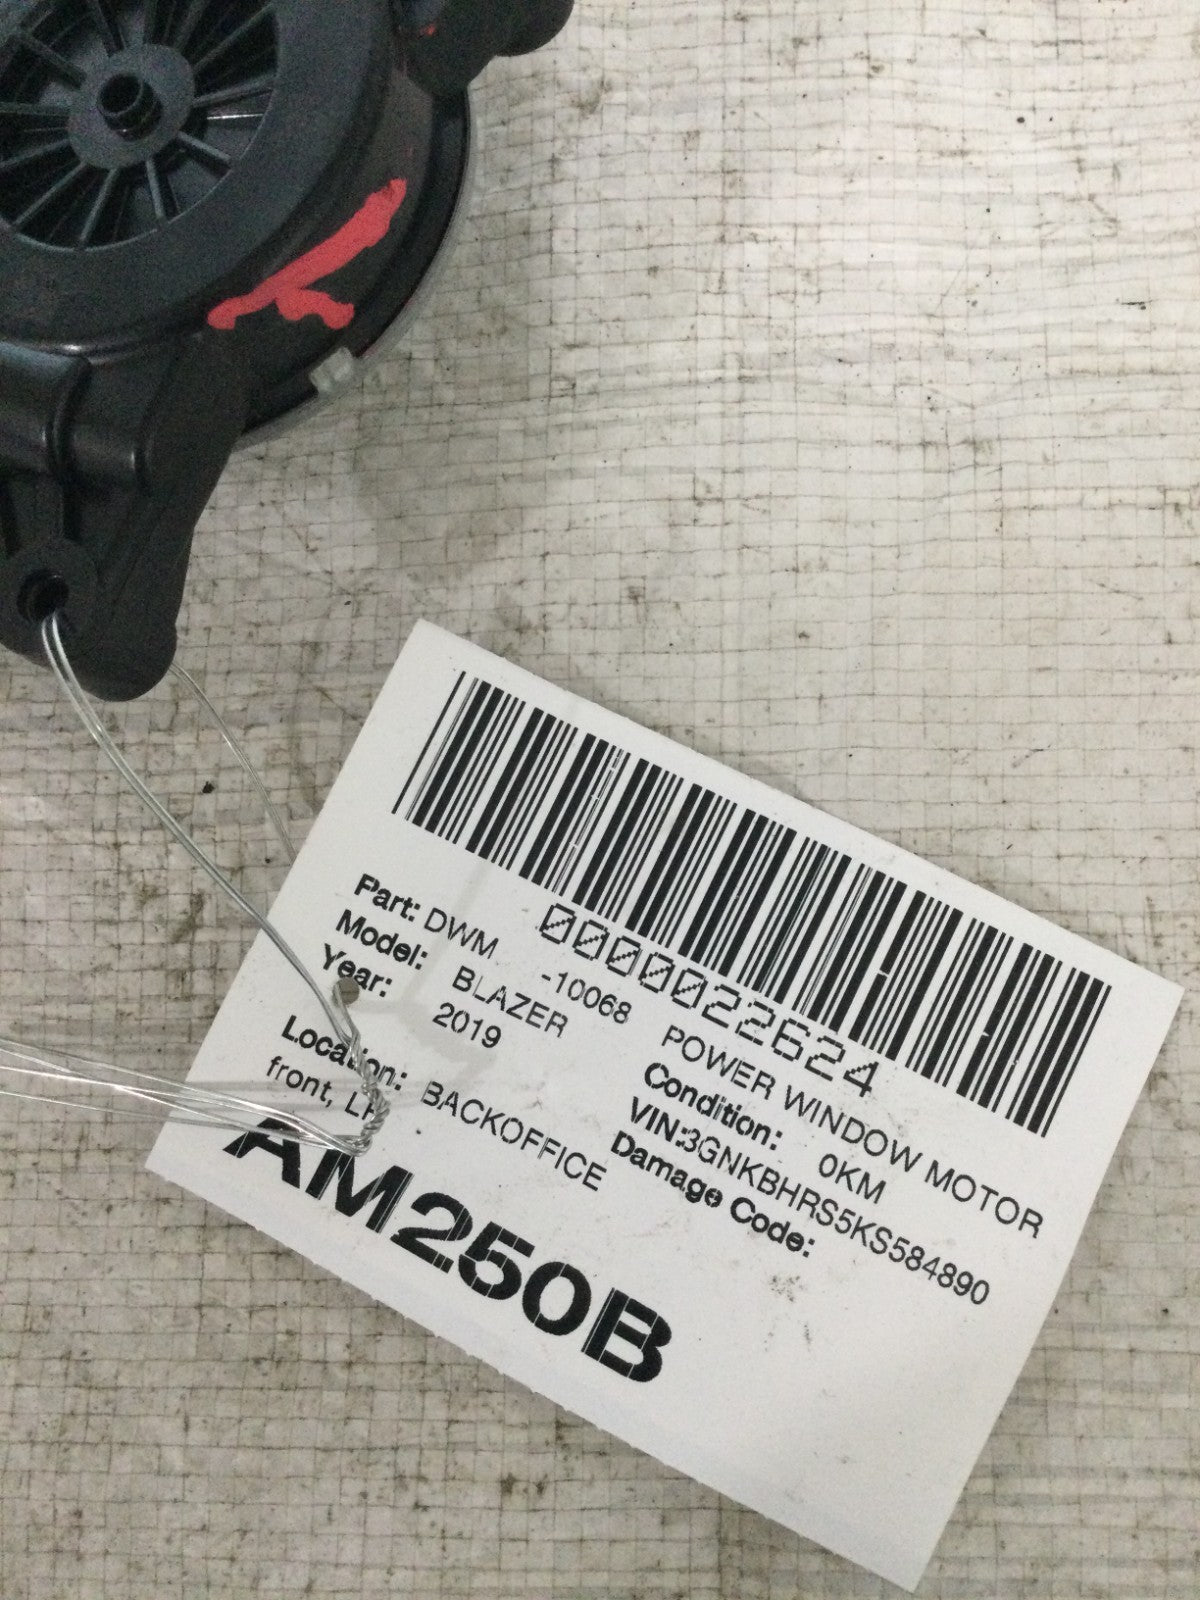 0000022624
Part: DWM -10068 POWER WINDOW MOTOR
Model: BLAZER Condition: 0KM
Year: 2019 VIN:3GNKBHRS5KS584890
Damage Code:
Location: BACKOFFICE
front, LH
AM250B